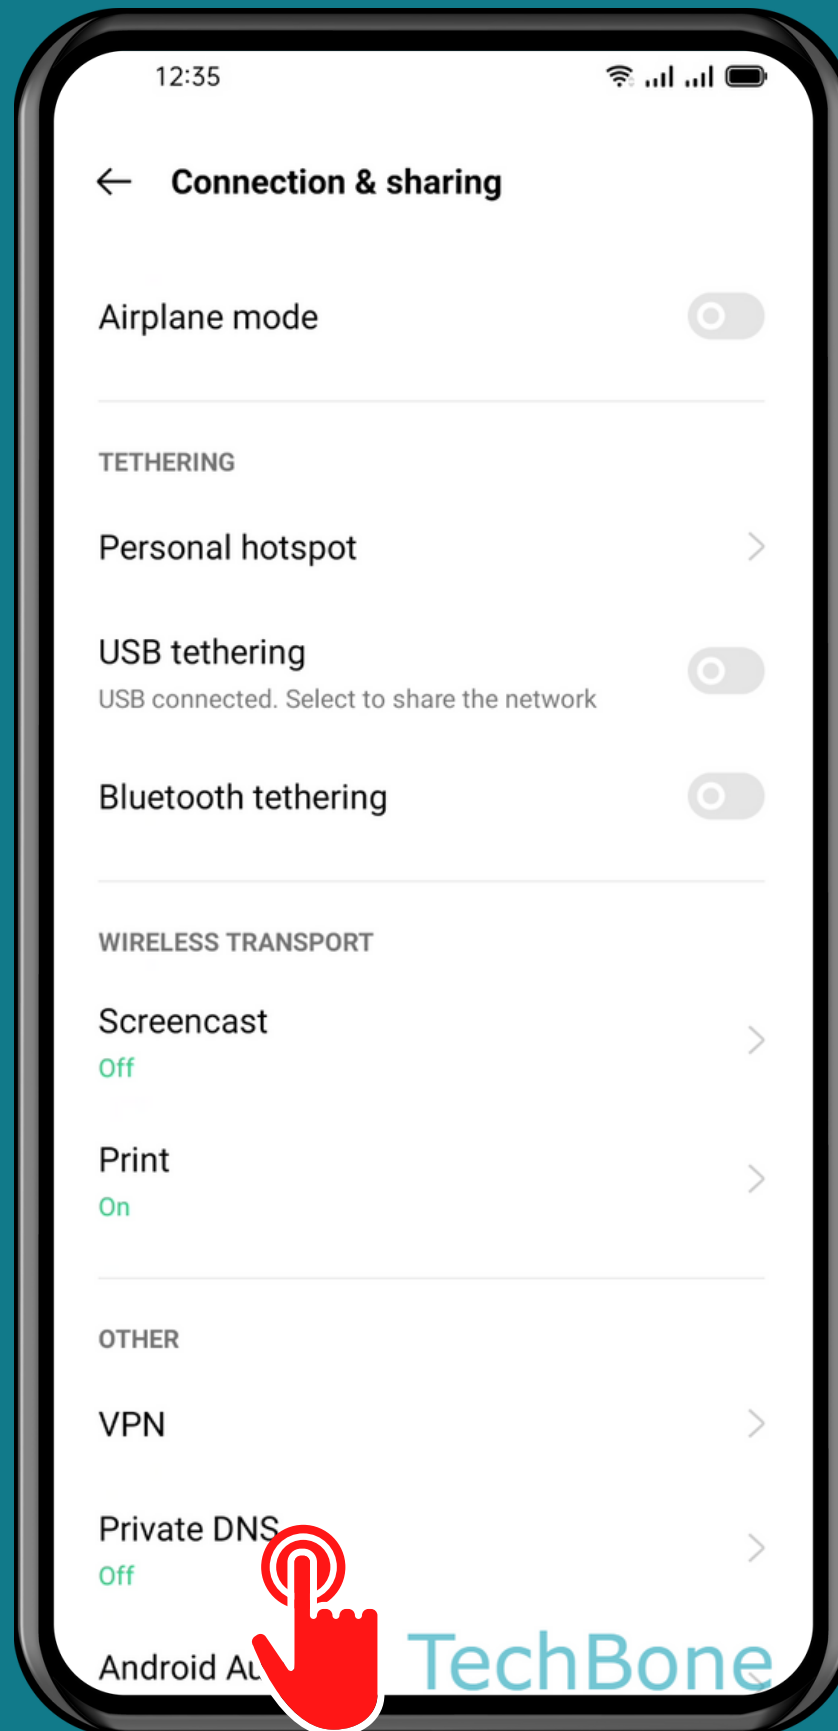 12:35
Connection & sharing
Airplane mode
TETHERING
Personal hotspot
USB tethering
USB connected. Select to share the network
Bluetooth tethering
WIRELESS TRANSPORT
Screencast
Off
Print
On
OTHER
VPN
Private DNS
Off
Android
TechBone